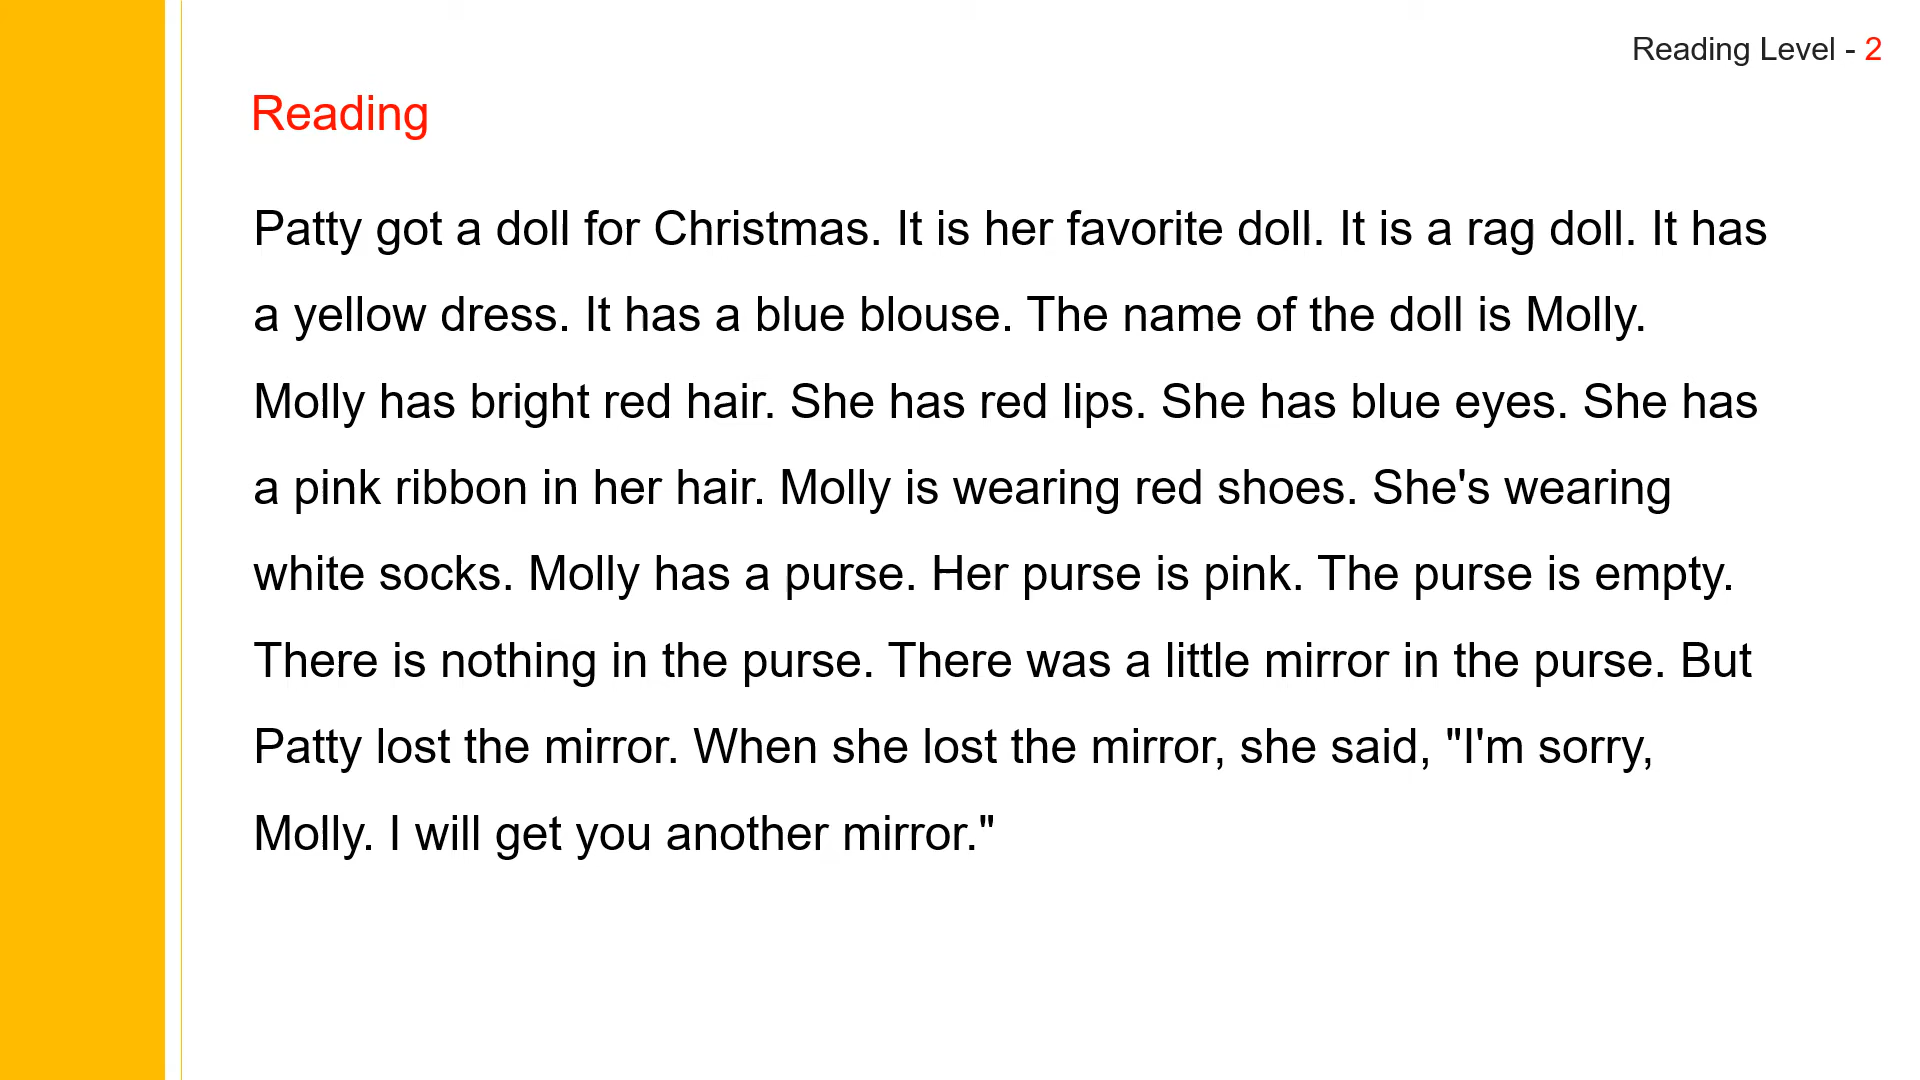 Reading Level - 2
Reading
Patty got a doll for Christmas. It is her favorite doll. It is a rag doll. It has
a yellow dress. It has a blue blouse. The name of the doll is Molly.
Molly has bright red hair. She has red lips. She has blue eyes. She has
a pink ribbon in her hair. Molly is wearing red shoes. She's wearing
white socks. Molly has a purse. Her purse is pink. The purse is empty.
There is nothing in the purse. There was a little mirror in the purse. But
Patty lost the mirror. When she lost the mirror, she said, "I'm sorry,
Molly. I will get you another mirror."